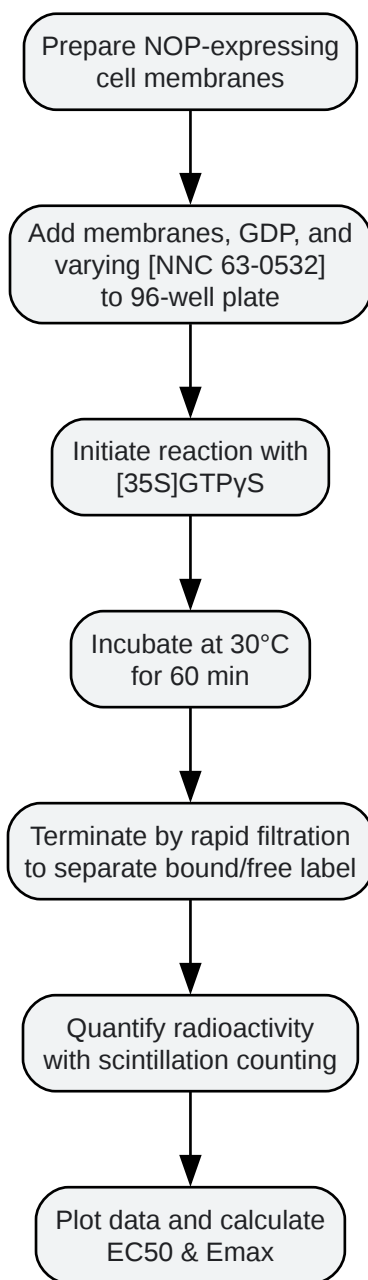 Prepare NOP-expressing
cell membranes
Add membranes, GDP, and
varying [NNC 63-0532]
to 96-well plate
Initiate reaction with
[35S]GTPγS
Incubate at 30°C
for 60 min
Terminate by rapid filtration
to separate bound/free label
Quantify radioactivity
with scintillation counting
Plot data and calculate
EC50 & Emax